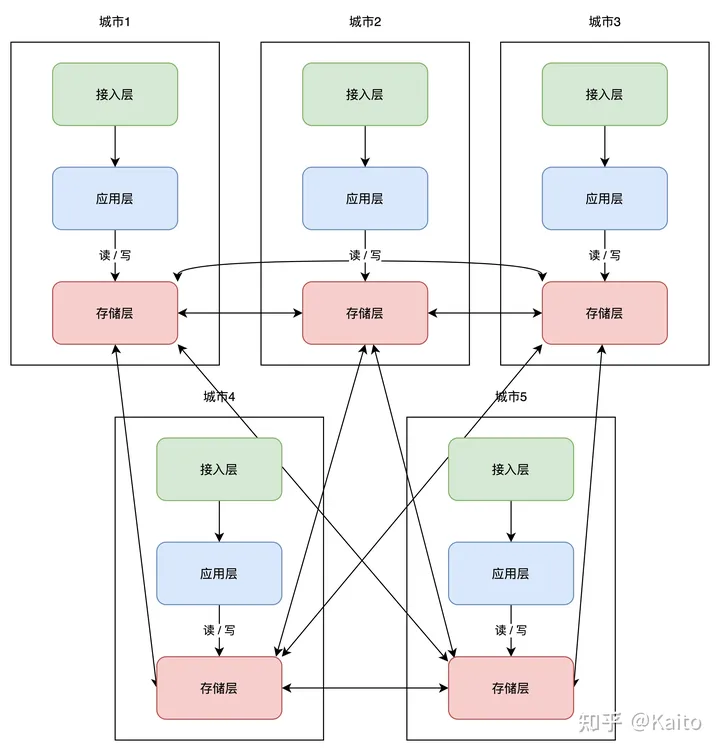 城市1
城市2
城市3
接入层
接入层
接入层
应用层
应用层
应用层
读 / 写
读 / 写
读 / 写
存储层
存储层
存储层
城市4
城市5
接入层
接入层
应用层
应用层
读 / 写
读 / 写
存储层
存储层
知乎 @Kaito